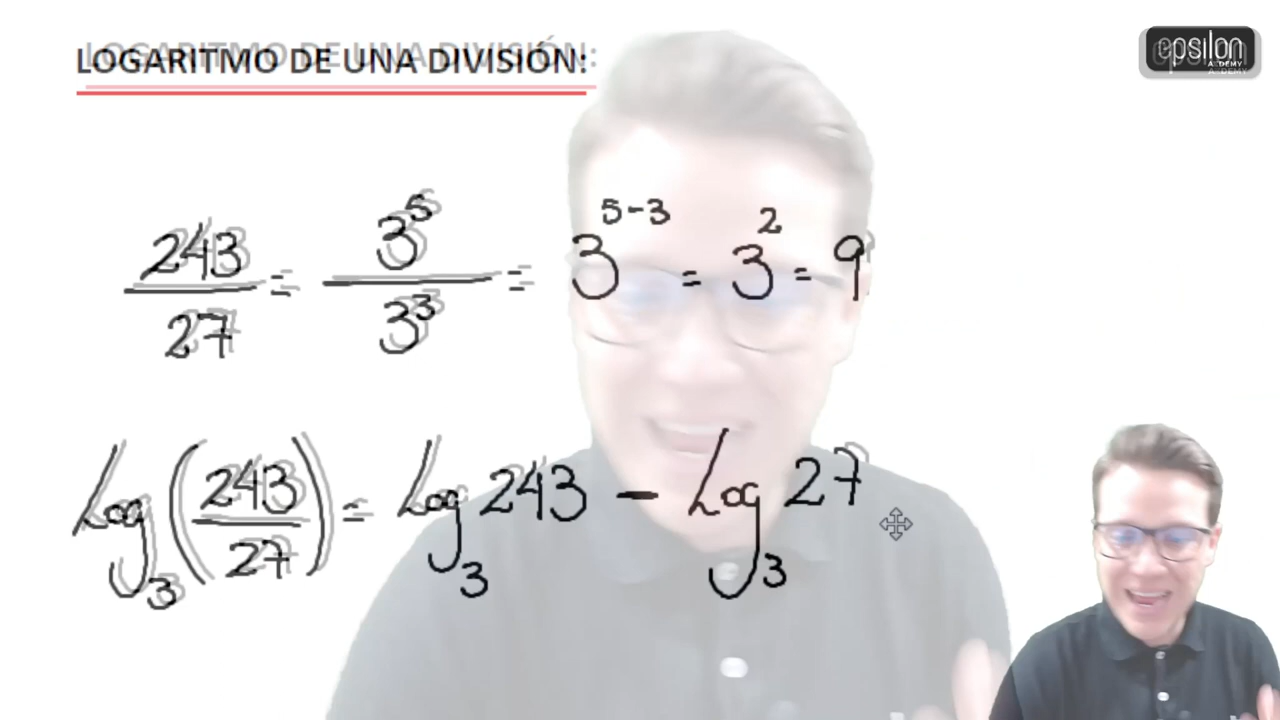 LOGARITMO DE UNA DIVISIÓN:
epsilon
243/27 = 3^5/3^3 = 3^(5-3) = 3^2 = 9
Log_3 (243/27) = Log_3 243 - Log_3 27